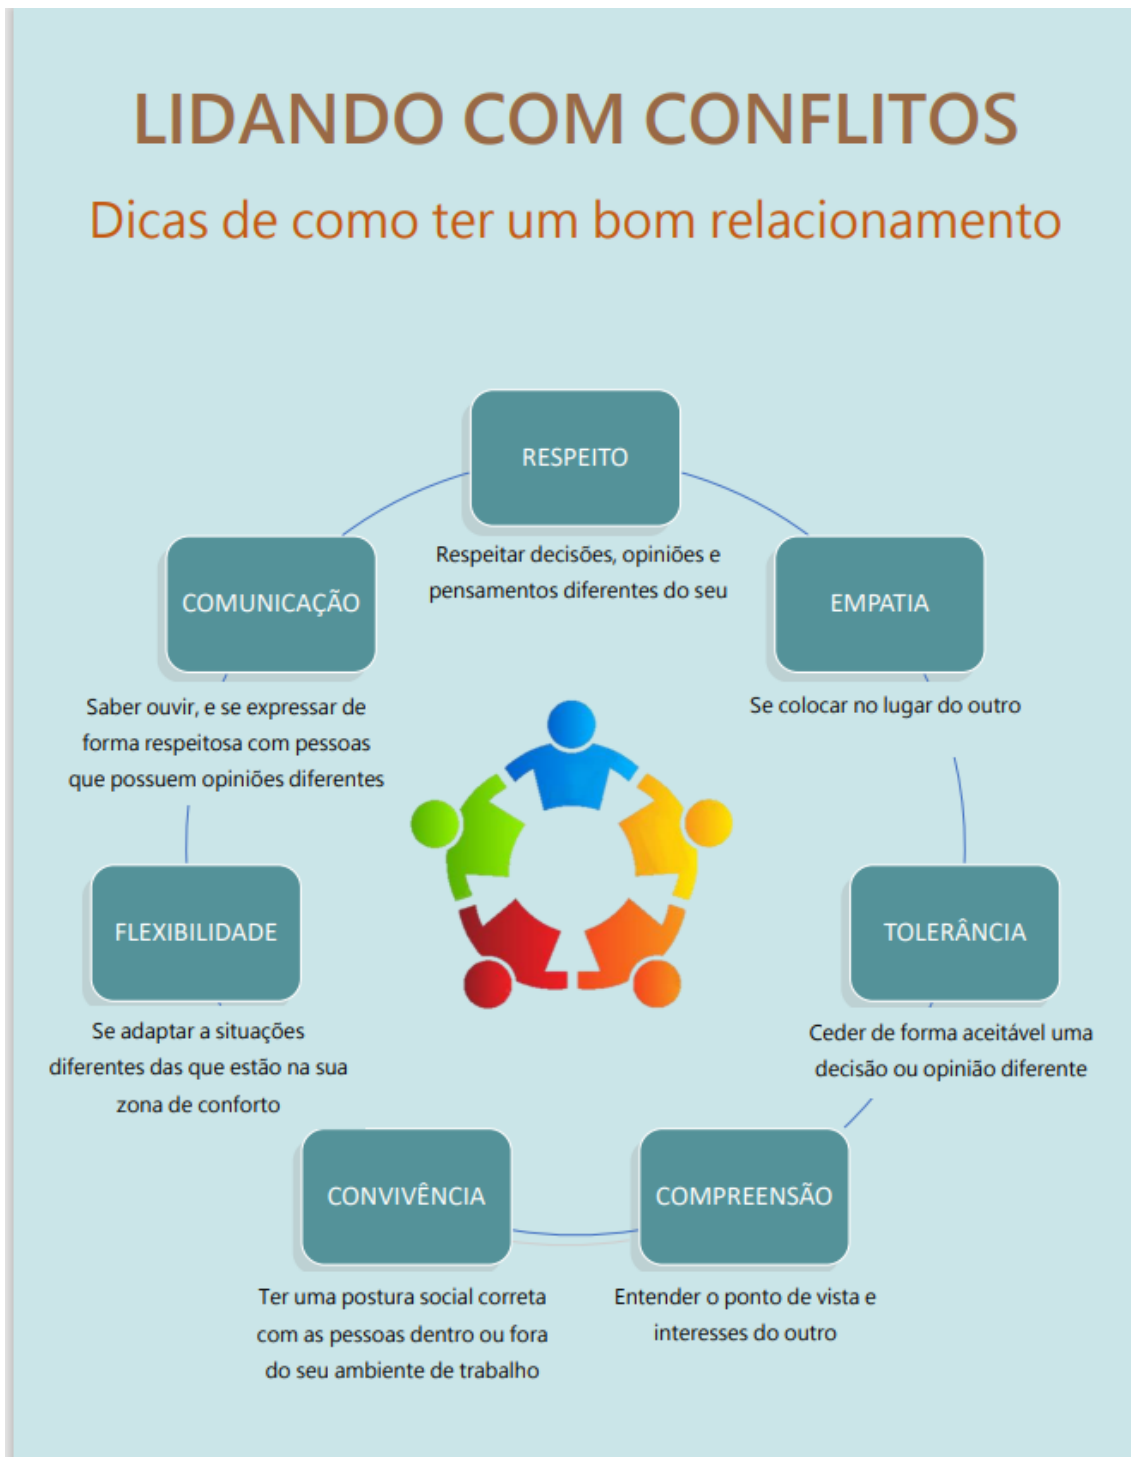 LIDANDO COM CONFLITOS
Dicas de como ter um bom relacionamento
RESPEITO
Respeitar decisões, opiniões e
pensamentos diferentes do seu
EMPATIA
Se colocar no lugar do outro
TOLERÂNCIA
Ceder de forma aceitável uma
decisão ou opinião diferente
COMPREENSÃO
Entender o ponto de vista e
interesses do outro
CONVIVÊNCIA
Ter uma postura social correta
com as pessoas dentro ou fora
do seu ambiente de trabalho
FLEXIBILIDADE
Se adaptar a situações
diferentes das que estão na sua
zona de conforto
COMUNICAÇÃO
Saber ouvir, e se expressar de
forma respeitosa com pessoas
que possuem opiniões diferentes